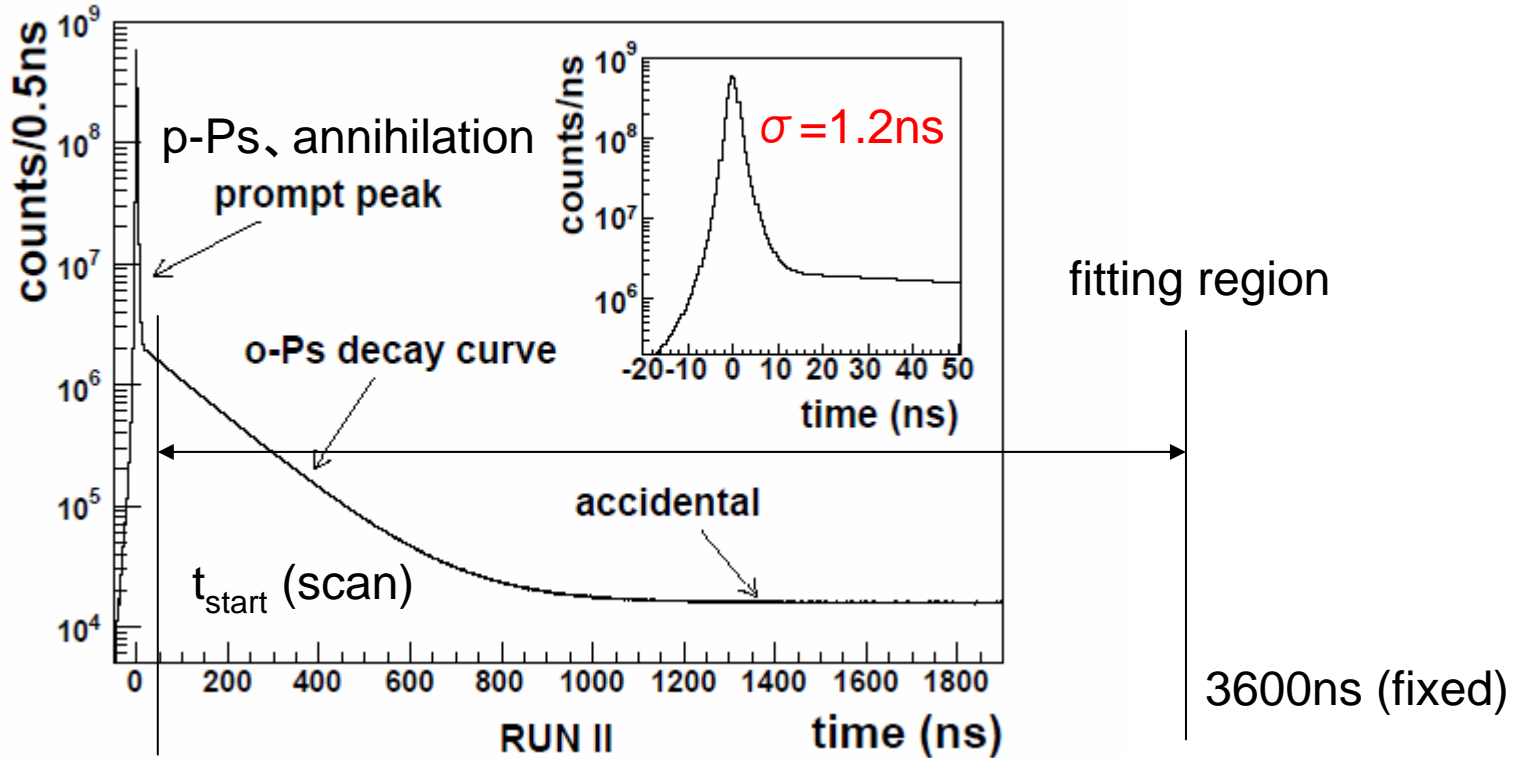 10⁹
10⁸
10⁷
10⁶
10⁵
10⁴
counts/0.5ns
p-Ps、annihilation
prompt peak
o-Ps decay curve
accidental
t_start (scan)
0 200 400 600 800 1000 1200 1400 1600 1800
RUN II
time (ns)
10⁹
10⁸
10⁷
10⁶
counts/ns
σ=1.2ns
-20 -10 0 10 20 30 40 50
time (ns)
fitting region
3600ns (fixed)